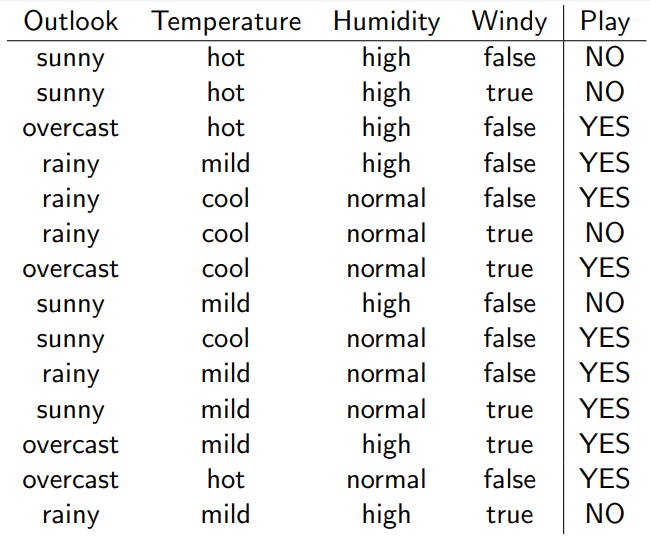 Outlook Temperature Humidity Windy Play
sunny hot high false NO
sunny hot high true NO
overcast hot high false YES
rainy mild high false YES
rainy cool normal false YES
rainy cool normal true NO
overcast cool normal true YES
sunny mild high false NO
sunny cool normal false YES
rainy mild normal false YES
sunny mild normal true YES
overcast mild high true YES
overcast hot normal false YES
rainy mild high true NO